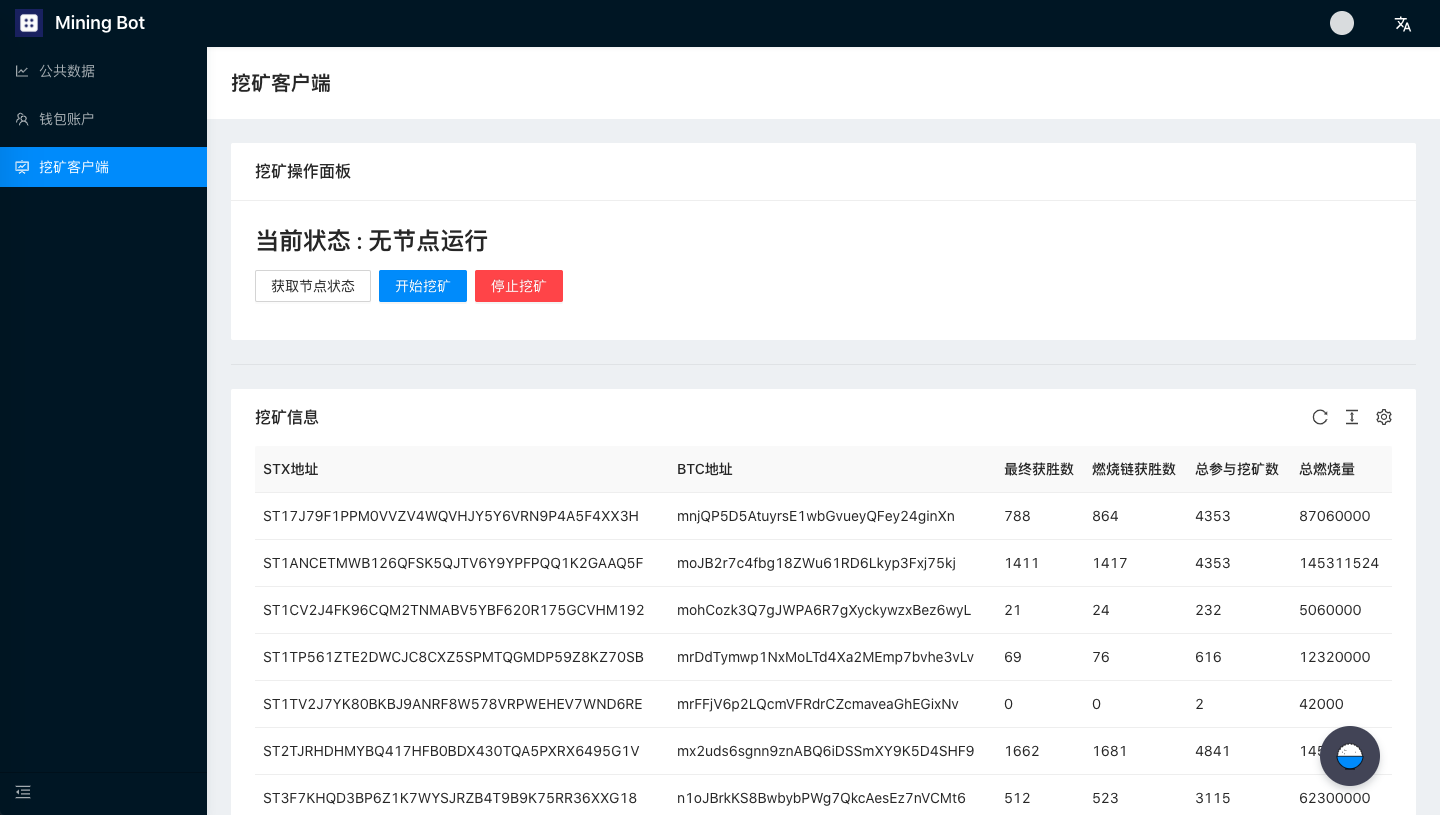 Mining Bot
公共数据
钱包账户
挖矿客户端
挖矿客户端
挖矿操作面板
当前状态 : 无节点运行
获取节点状态 开始挖矿 停止挖矿
挖矿信息
STX地址 BTC地址 最终获胜数 燃烧链获胜数 总参与挖矿数 总燃烧量
ST17J79F1PPM0VVZV4WQVHJY5Y6VRN9P4A5F4XX3H mnjQP5D5AtuyrsE1wbGvueyQFey24ginXn 788 864 4353 87060000
ST1ANCETMWB126QFSK5QJTV6Y9YPFPQQ1K2GAAQ5F moJB2r7c4fbg18ZWu61RD6Lkyp3Fxj75kj 1411 1417 4353 145311524
ST1CV2J4FK96CQM2TNMABV5YBF620R175GCVHM192 mohCozk3Q7gJWPA6R7gXyckywzxBez6wyL 21 24 232 5060000
ST1TP561ZTE2DWCJC8CXZ5SPMTQGMDP59Z8KZ70SB mrDdTymwp1NxMoLTd4Xa2MEmp7bvhe3vLv 69 76 616 12320000
ST1TV2J7YK80BKBJ9ANRF8W578VRPWEHEV7WND6RE mrFFjV6p2LQcmVFRdrCZcmaveaGhEGixNv 0 0 2 42000
ST2TJRHDHMYBQ417HFB0BDX430TQA5PXRX6495G1V mx2uds6sgnn9znABQ6iDSSmXY9K5D4SHF9 1662 1681 4841
ST3F7KHQD3BP6Z1K7WYSJRZB4T9B9K75RR36XXG18 n1oJBrkKS8BwbybPWg7QkcAesEz7nVCMt6 512 523 3115 62300000